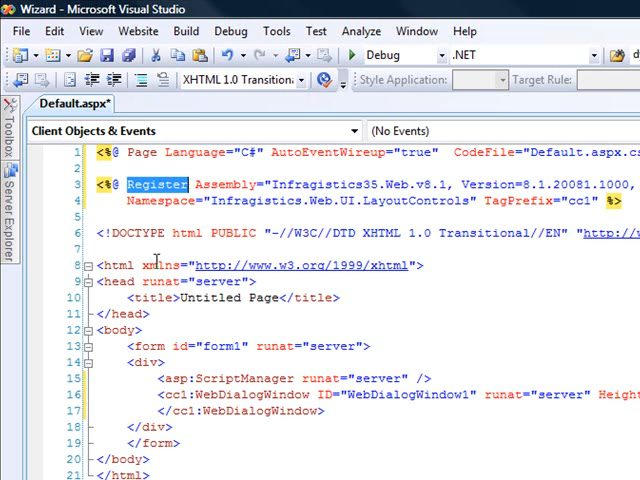 Wizard - Microsoft Visual Studio
File Edit View Website Build Debug Tools Test Analyze Window Help
Debug .NET
XHTML 1.0 Transition Style Application: Target Rule:
Default.aspx*
Toolbox
Server Explorer
Client Objects & Events (No Events)
1 <%@ Page Language="C#" AutoEventWireup="true" CodeFile="Default.aspx.cs
2
3 <%@ Register Assembly="Infragistics35.Web.v8.1, Version=8.1.20081.1000,
4 Namespace="Infragistics.Web.UI.LayoutControls" TagPrefix="cc1" %>
5
6 <!DOCTYPE html PUBLIC "-//W3C//DTD XHTML 1.0 Transitional//EN" "http://w
7
8 <html xmlns="http://www.w3.org/1999/xhtml">
9 <head runat="server">
10 <title>Untitled Page</title>
11 </head>
12 <body>
13 <form id="form1" runat="server">
14 <div>
15 <asp:ScriptManager runat="server" />
16 <cc1:WebDialogWindow ID="WebDialogWindow1" runat="server" Height
17 </cc1:WebDialogWindow>
18 </div>
19 </form>
20 </body>
21 </html>